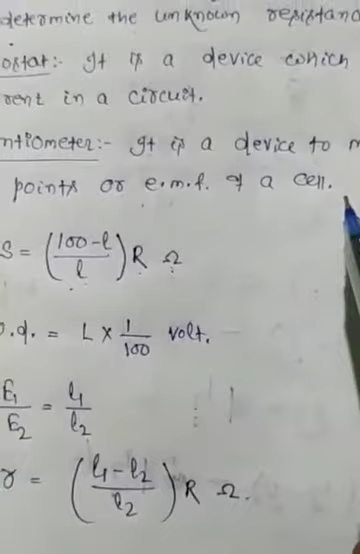 determine the unknown resistanc
ostat:- It is a device which
rent in a circuit.
ntiometer:- It is a device to m
points or e.m.f. of a cell.
S = ((100-l)/l) R Ω
p.d. = L × 1/100 volt.
E₁/E₂ = l₁/l₂
r = ((l₁-l₂)/l₂) R Ω.